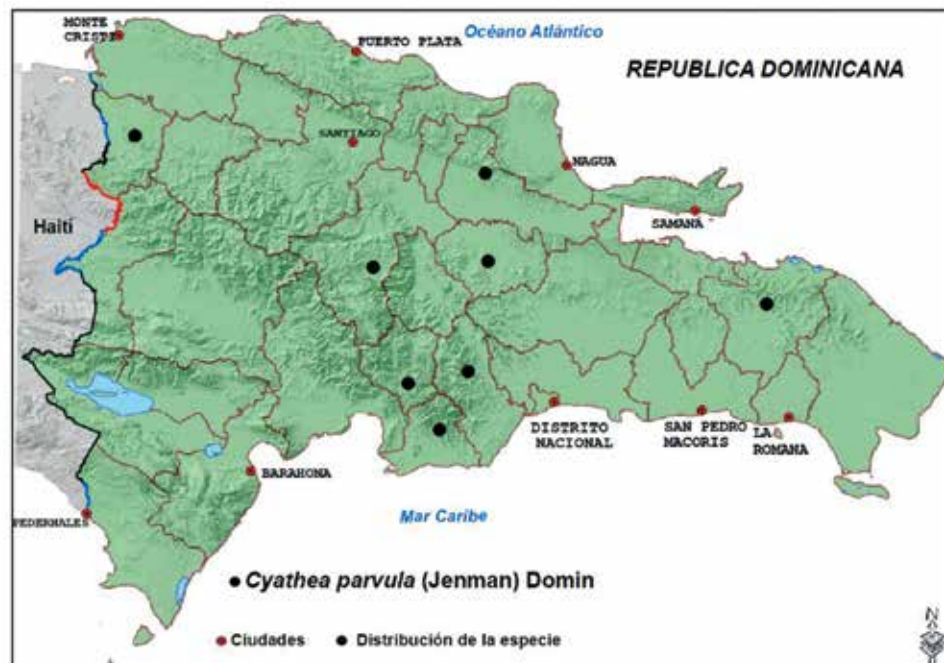 MONTE
CRISTI
PUERTO PLATA
Océano Atlántico
REPUBLICA DOMINICANA
SANTIAGO
NAGUA
SAMANÁ
Haití
DISTRITO
NACIONAL
SAN PEDRO
MACORIS
LA
ROMANA
BARAHONA
PEDERNALES
Mar Caribe
Cyathea parvula (Jenman) Domin
Ciudades
Distribución de la especie
N